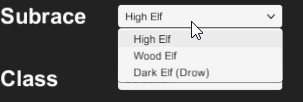 Subrace High Elf
High Elf
Wood Elf
Dark Elf (Drow)
Class